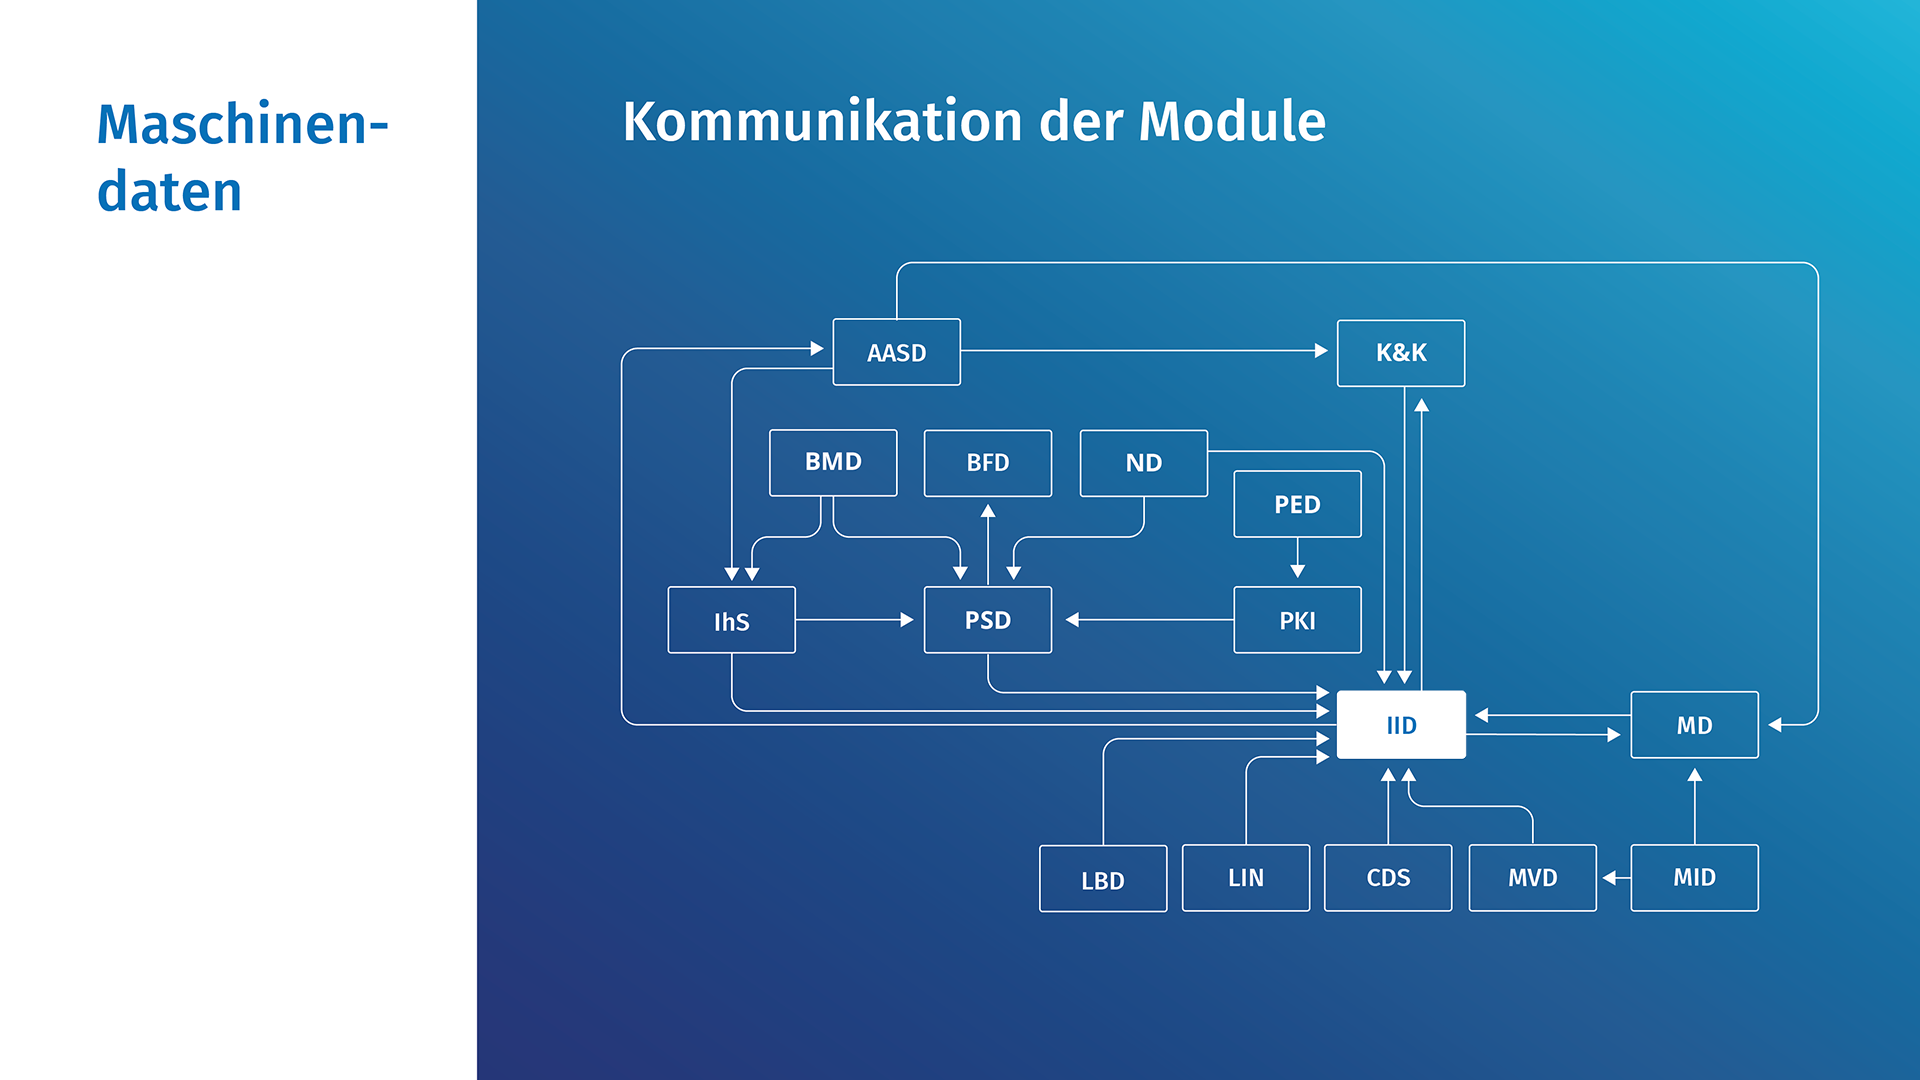 Maschinen-
daten
Kommunikation der Module
AASD
K&K
BMD
BFD
ND
PED
IhS
PSD
PKI
IID
MD
LBD
LIN
CDS
MVD
MID